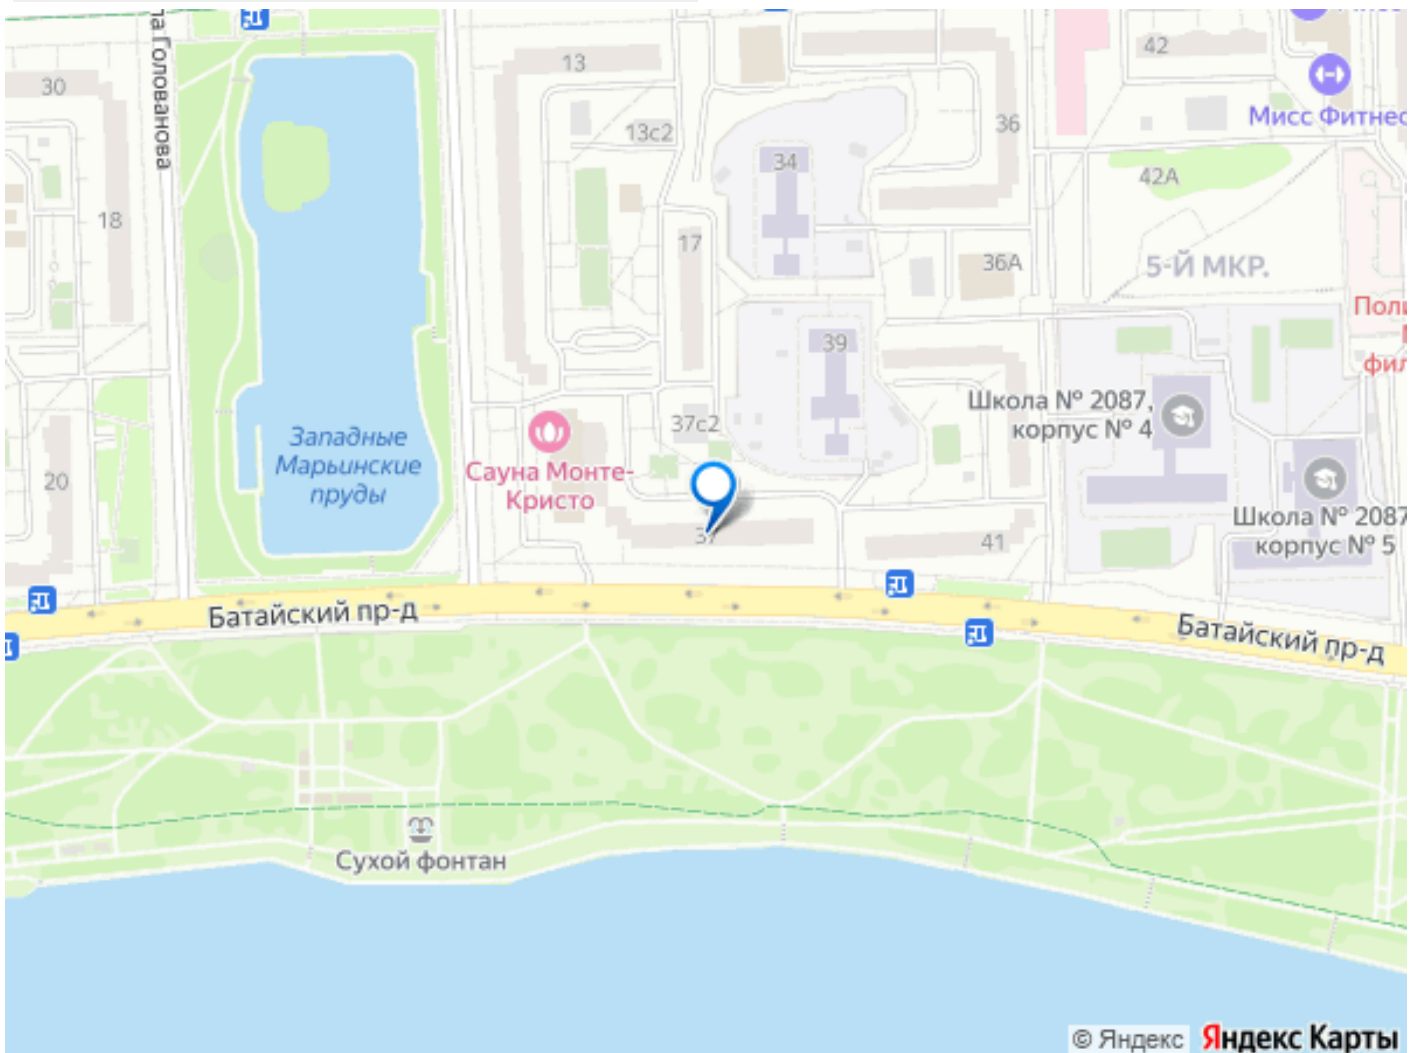 30
18
20
13
13с2
17
34
36
36А
39
37с2
37
41
42
42А
Мисс
Голованова
5-Й МКР.
Школа № 2087,
корпус № 4
Школа № 2087
корпус № 5
Западные
Марьинские
пруды
Сауна Монте-
Кристо
Батайский пр-д
Батайский пр-д
Сухой фонтан
© Яндекс
Яндекс Карты